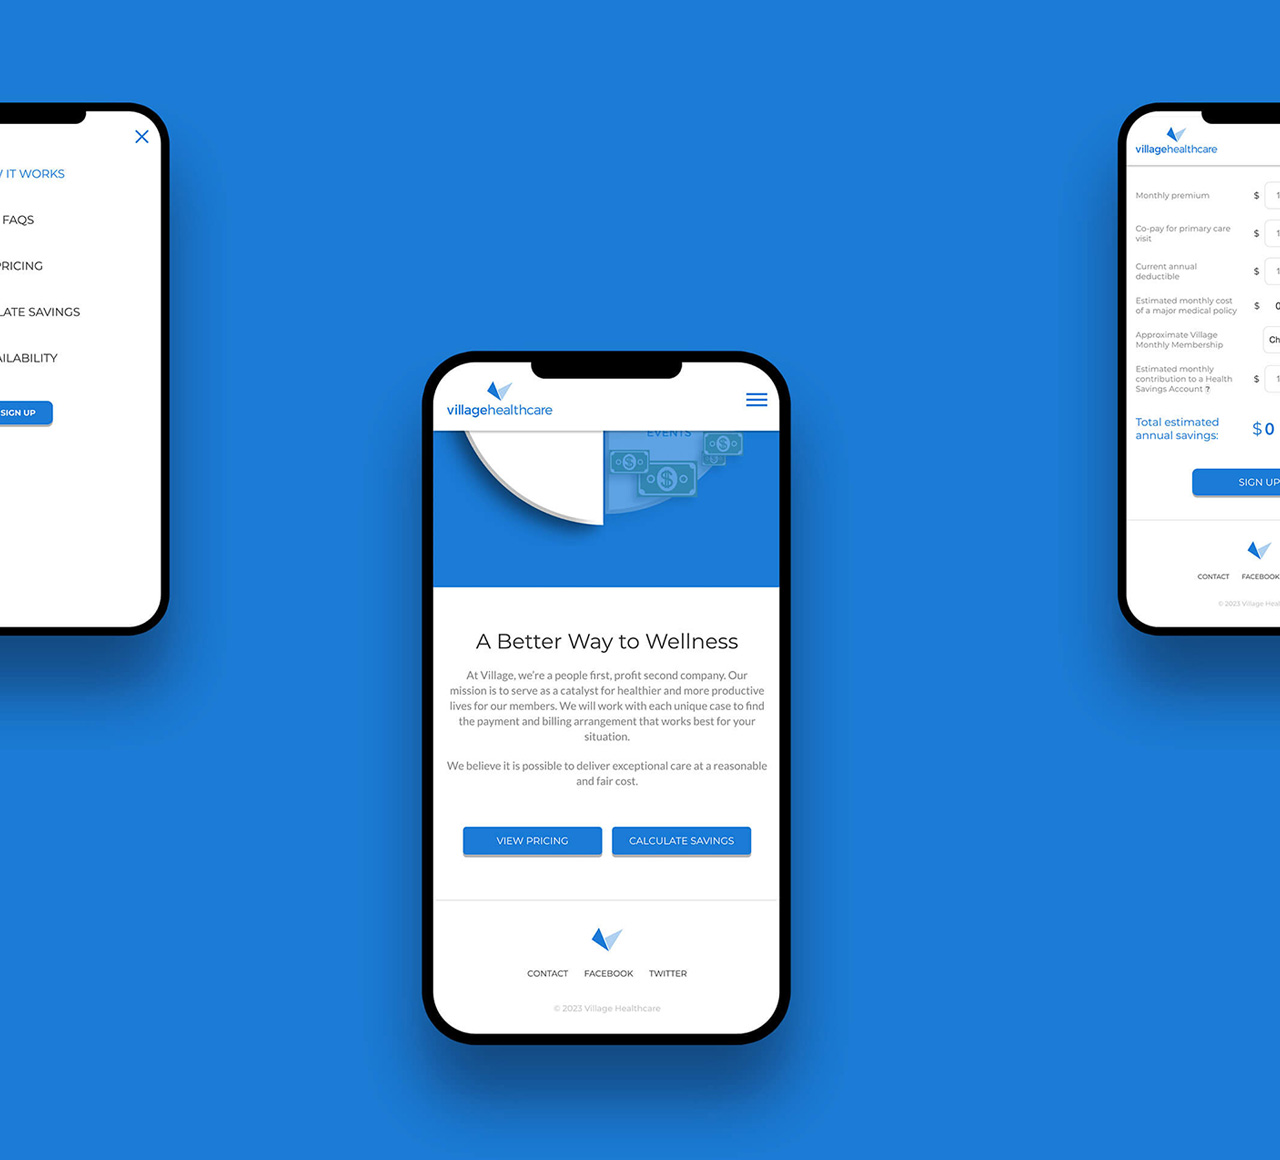 IT WORKS
FAQS
PRICING
LATE SAVINGS
AILABILITY
SIGN UP
villagehealthcare
EVENTS
A Better Way to Wellness
At Village, we're a people first, profit second company. Our
mission is to serve as a catalyst for healthier and more productive
lives for our members. We will work with each unique case to find
the payment and billing arrangement that works best for your
situation.
We believe it is possible to deliver exceptional care at a reasonable
and fair cost.
VIEW PRICING
CALCULATE SAVINGS
CONTACT FACEBOOK TWITTER
© 2023 Village Healthcare
villagehealthcare
Monthly premium $ 1
Co-pay for primary care
visit $ 1
Current annual
deductible $ 1
Estimated monthly cost
of a major medical policy $ 0
Approximate Village
Monthly Membership Ch
Estimated monthly
contribution to a Health
Savings Account ? $ 1
Total estimated
annual savings: $0
SIGN UP
CONTACT FACEBOOK
© 2023 Village Heal